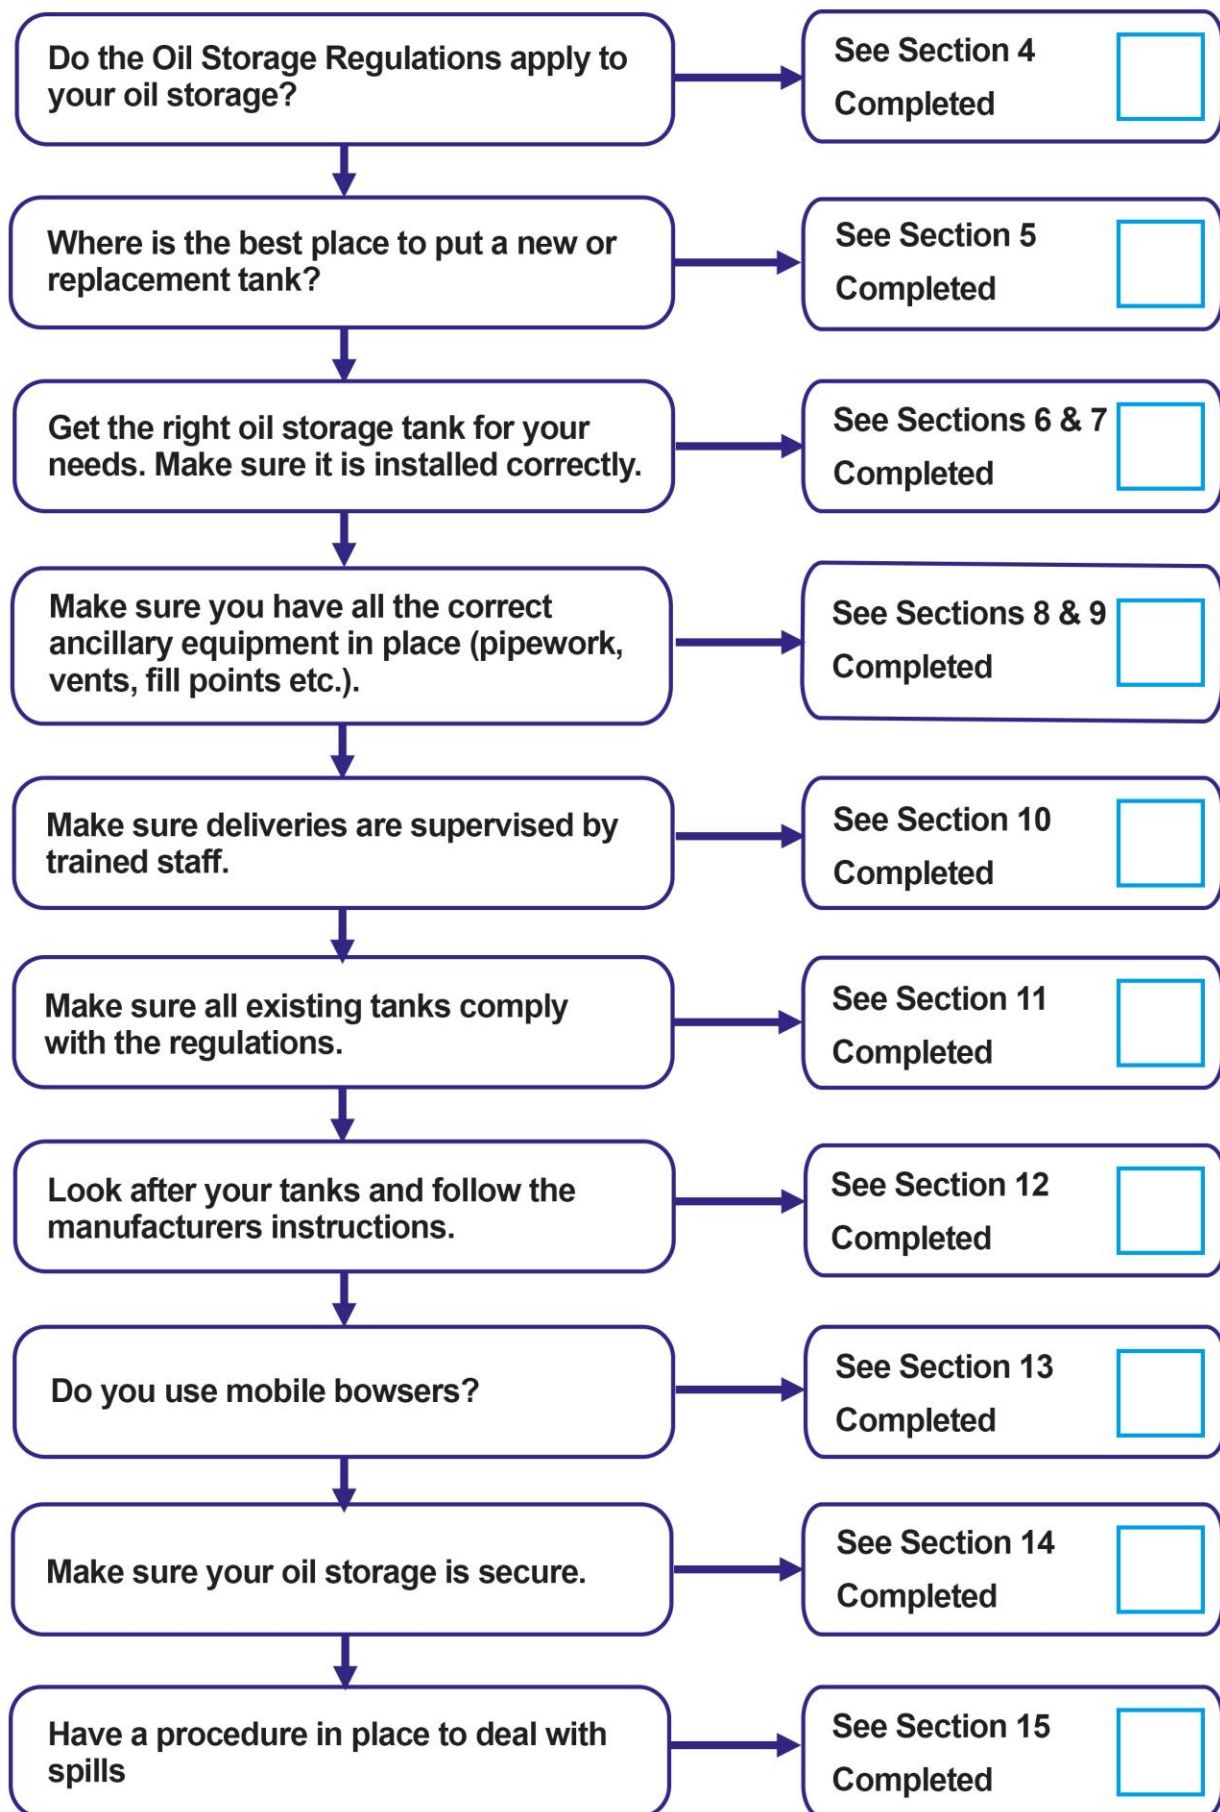 Do the Oil Storage Regulations apply to
your oil storage?
See Section 4
Completed
Where is the best place to put a new or
replacement tank?
See Section 5
Completed
Get the right oil storage tank for your
needs. Make sure it is installed correctly.
See Sections 6 & 7
Completed
Make sure you have all the correct
ancillary equipment in place (pipework,
vents, fill points etc.).
See Sections 8 & 9
Completed
Make sure deliveries are supervised by
trained staff.
See Section 10
Completed
Make sure all existing tanks comply
with the regulations.
See Section 11
Completed
Look after your tanks and follow the
manufacturers instructions.
See Section 12
Completed
Do you use mobile bowsers?
See Section 13
Completed
Make sure your oil storage is secure.
See Section 14
Completed
Have a procedure in place to deal with
spills
See Section 15
Completed